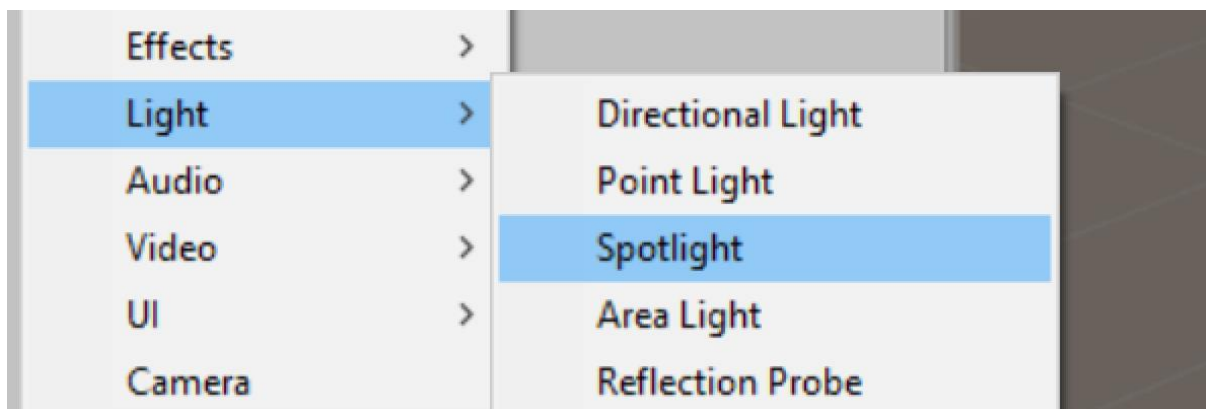 Effects
Light
Audio
Video
UI
Camera
Directional Light
Point Light
Spotlight
Area Light
Reflection Probe